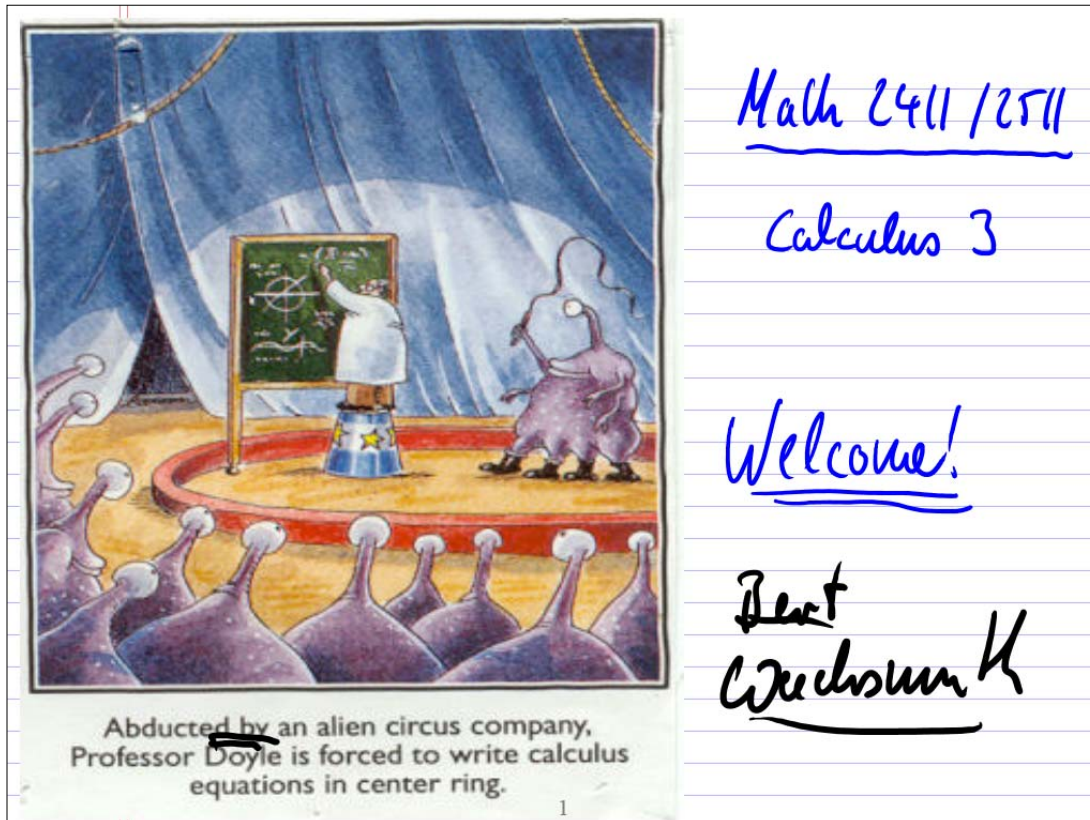 Math 2411/2511
Calculus 3
Welcome!
Bert
Abducted by an alien circus company,
Professor Doyle is forced to write calculus
equations in center ring.
1